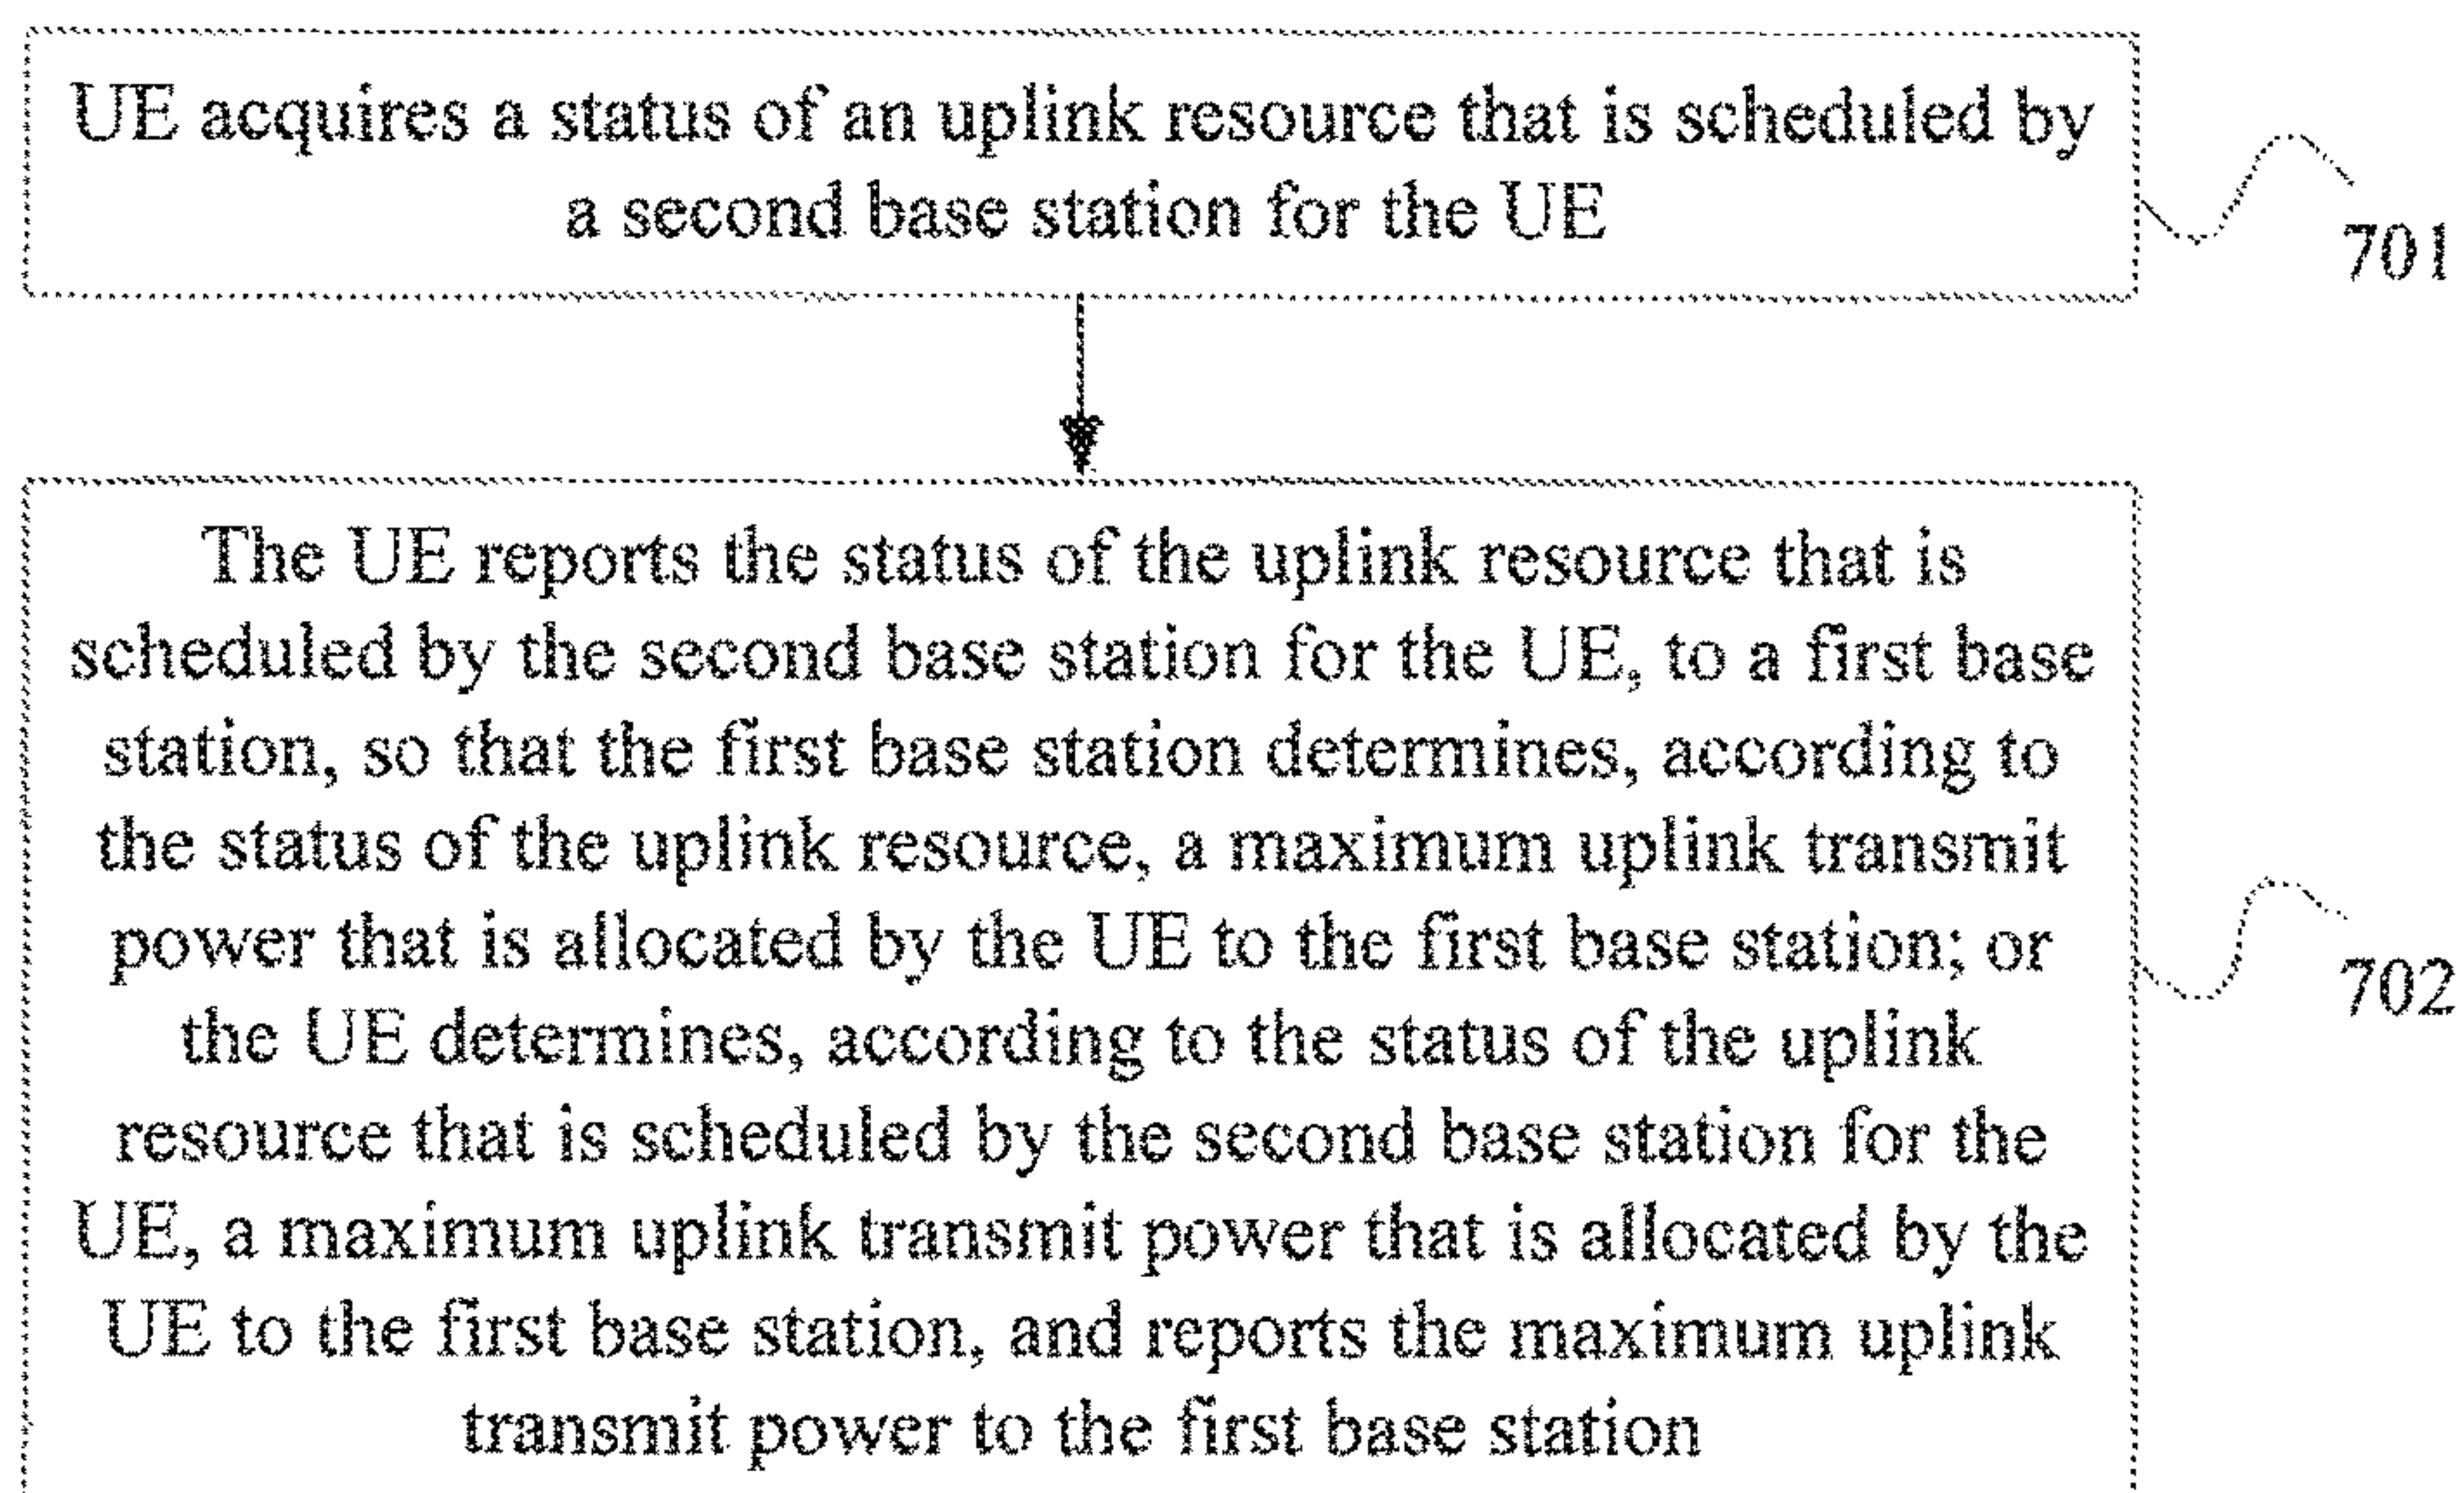 UE acquires a status of an uplink resource that is scheduled by
a second base station for the UE
701
The UE reports the status of the uplink resource that is
scheduled by the second base station for the UE, to a first base
station, so that the first base station determines, according to
the status of the uplink resource, a maximum uplink transmit
power that is allocated by the UE to the first base station; or
the UE determines, according to the status of the uplink
resource that is scheduled by the second base station for the
UE, a maximum uplink transmit power that is allocated by the
UE to the first base station, and reports the maximum uplink
transmit power to the first base station
702